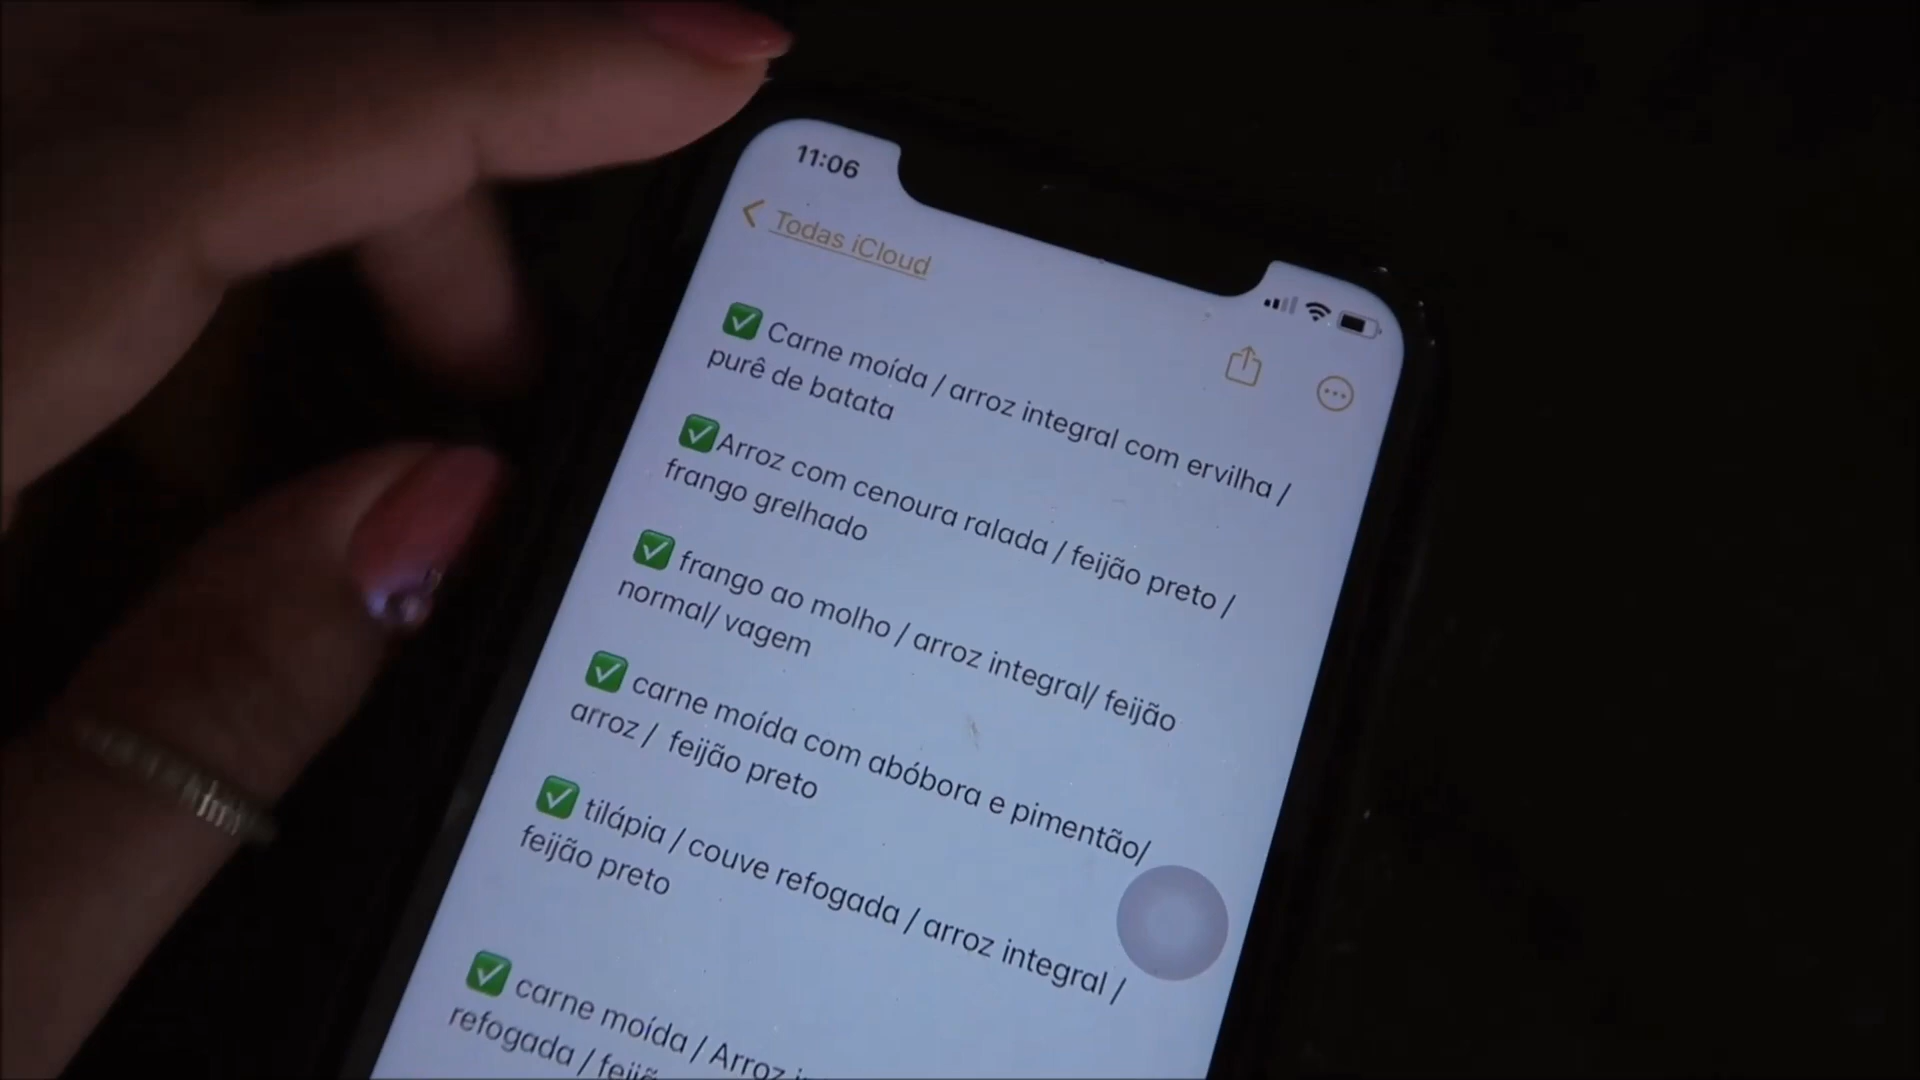 11:06
Todas iCloud
✅ Carne moída / arroz integral com ervilha /
purê de batata
✅Arroz com cenoura ralada / feijão preto /
frango grelhado
✅ frango ao molho / arroz integral/ feijão
normal/ vagem
✅ carne moída com abóbora e pimentão/
arroz / feijão preto
✅ tilápia / couve refogada / arroz integral /
feijão preto
✅ carne moída / Arroz
refogada /